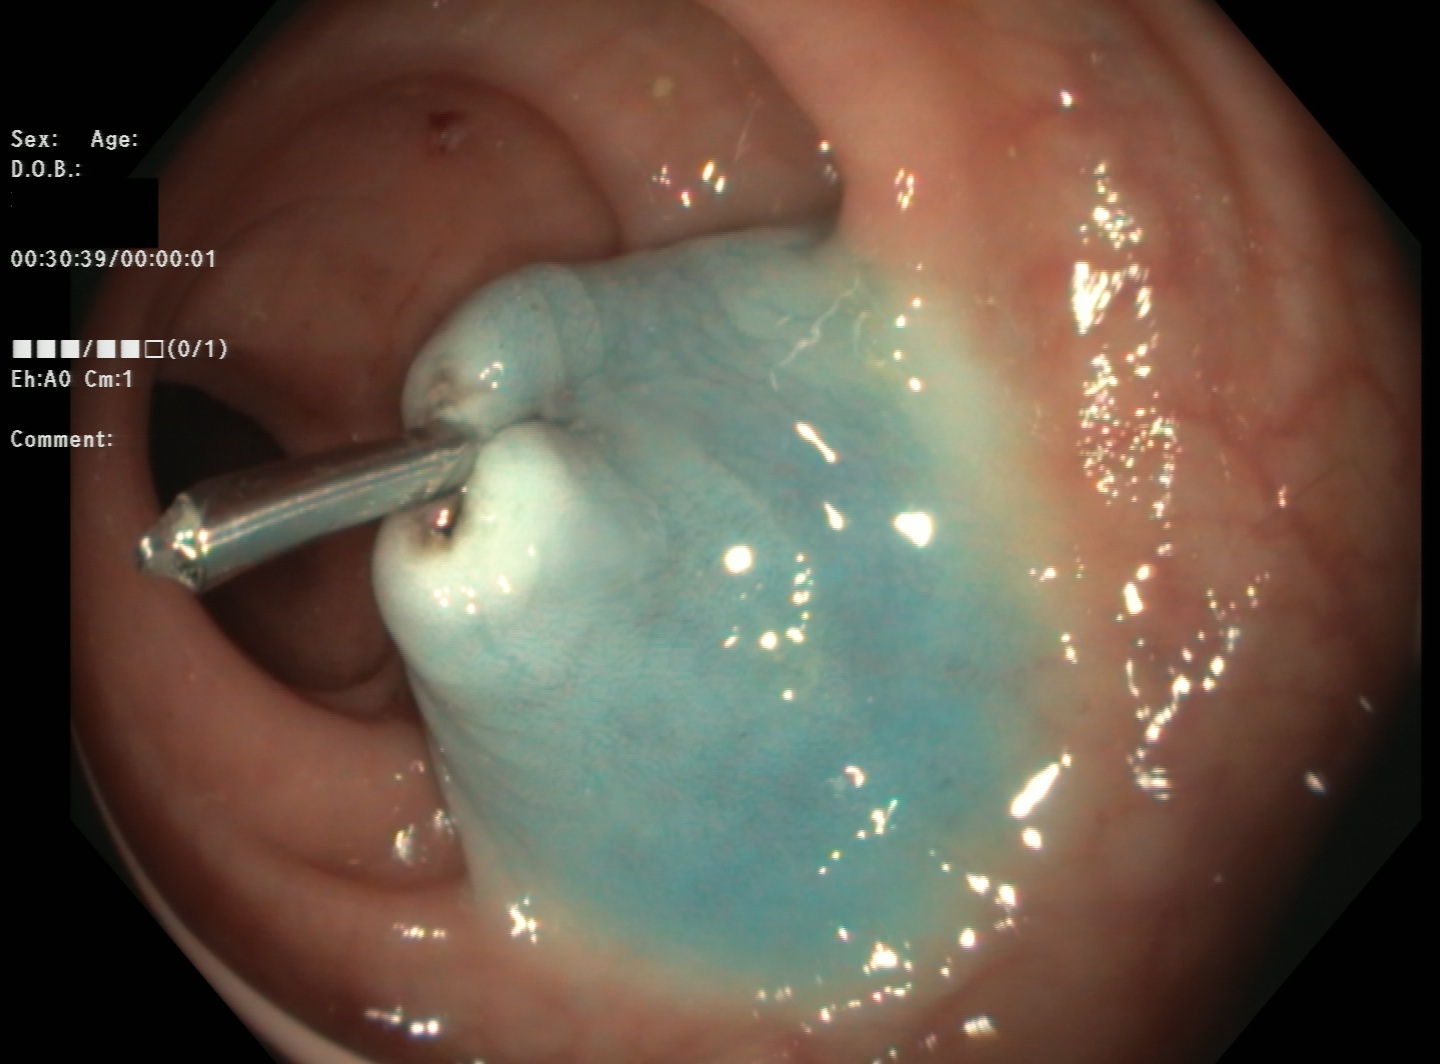 Sex: Age:
D.O.B.:
00:30:39/00:00:01
■■■/■■□(0/1)
Eh:A0 Cm:1
Comment: